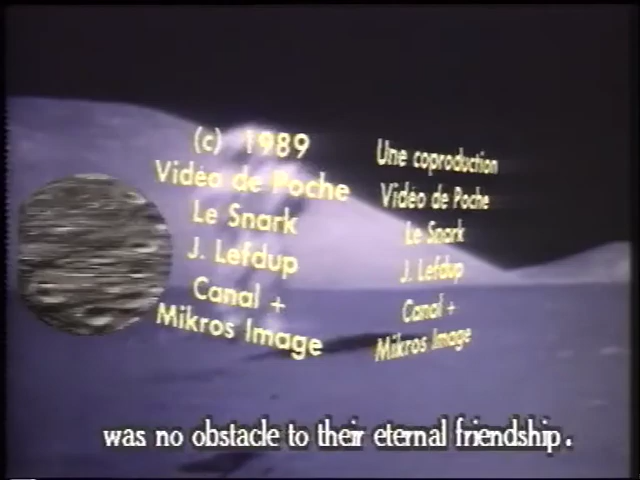 (c) 1989
Vidéo de Poche
Le Snark
J. Lefdup
Canal +
Mikros Image
Une coproduction
Vidéo de Poche
Le Snark
J. Lefdup
Canal +
Mikros Image
was no obstacle to their eternal friendship.